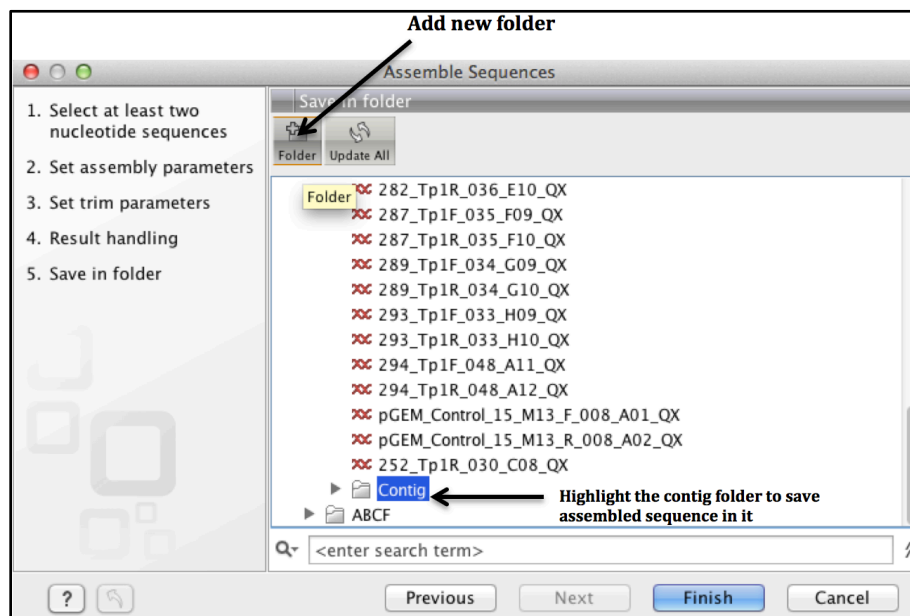 Add new folder
Assemble Sequences
1. Select at least two
nucleotide sequences
2. Set assembly parameters
3. Set trim parameters
4. Result handling
5. Save in folder
Save in folder
Folder Update All
Folder
282_Tp1R_036_E10_QX
287_Tp1F_035_F09_QX
287_Tp1R_035_F10_QX
289_Tp1F_034_G09_QX
289_Tp1R_034_G10_QX
293_Tp1F_033_H09_QX
293_Tp1R_033_H10_QX
294_Tp1F_048_A11_QX
294_Tp1R_048_A12_QX
pGEM_Control_15_M13_F_008_A01_QX
pGEM_Control_15_M13_R_008_A02_QX
252_Tp1R_030_C08_QX
Contig
Highlight the contig folder to save
assembled sequence in it
ABCF
<enter search term>
? Previous Next Finish Cancel